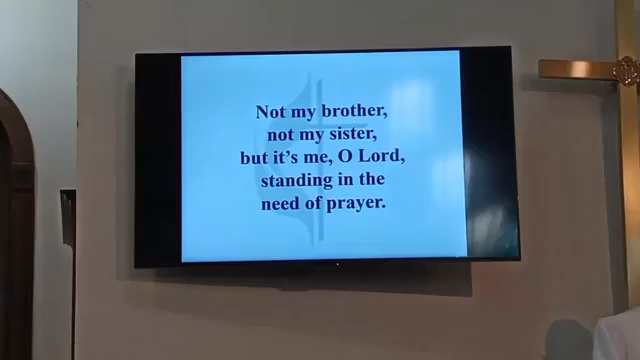 Not my brother,
not my sister,
but it's me, O Lord,
standing in the
need of prayer.